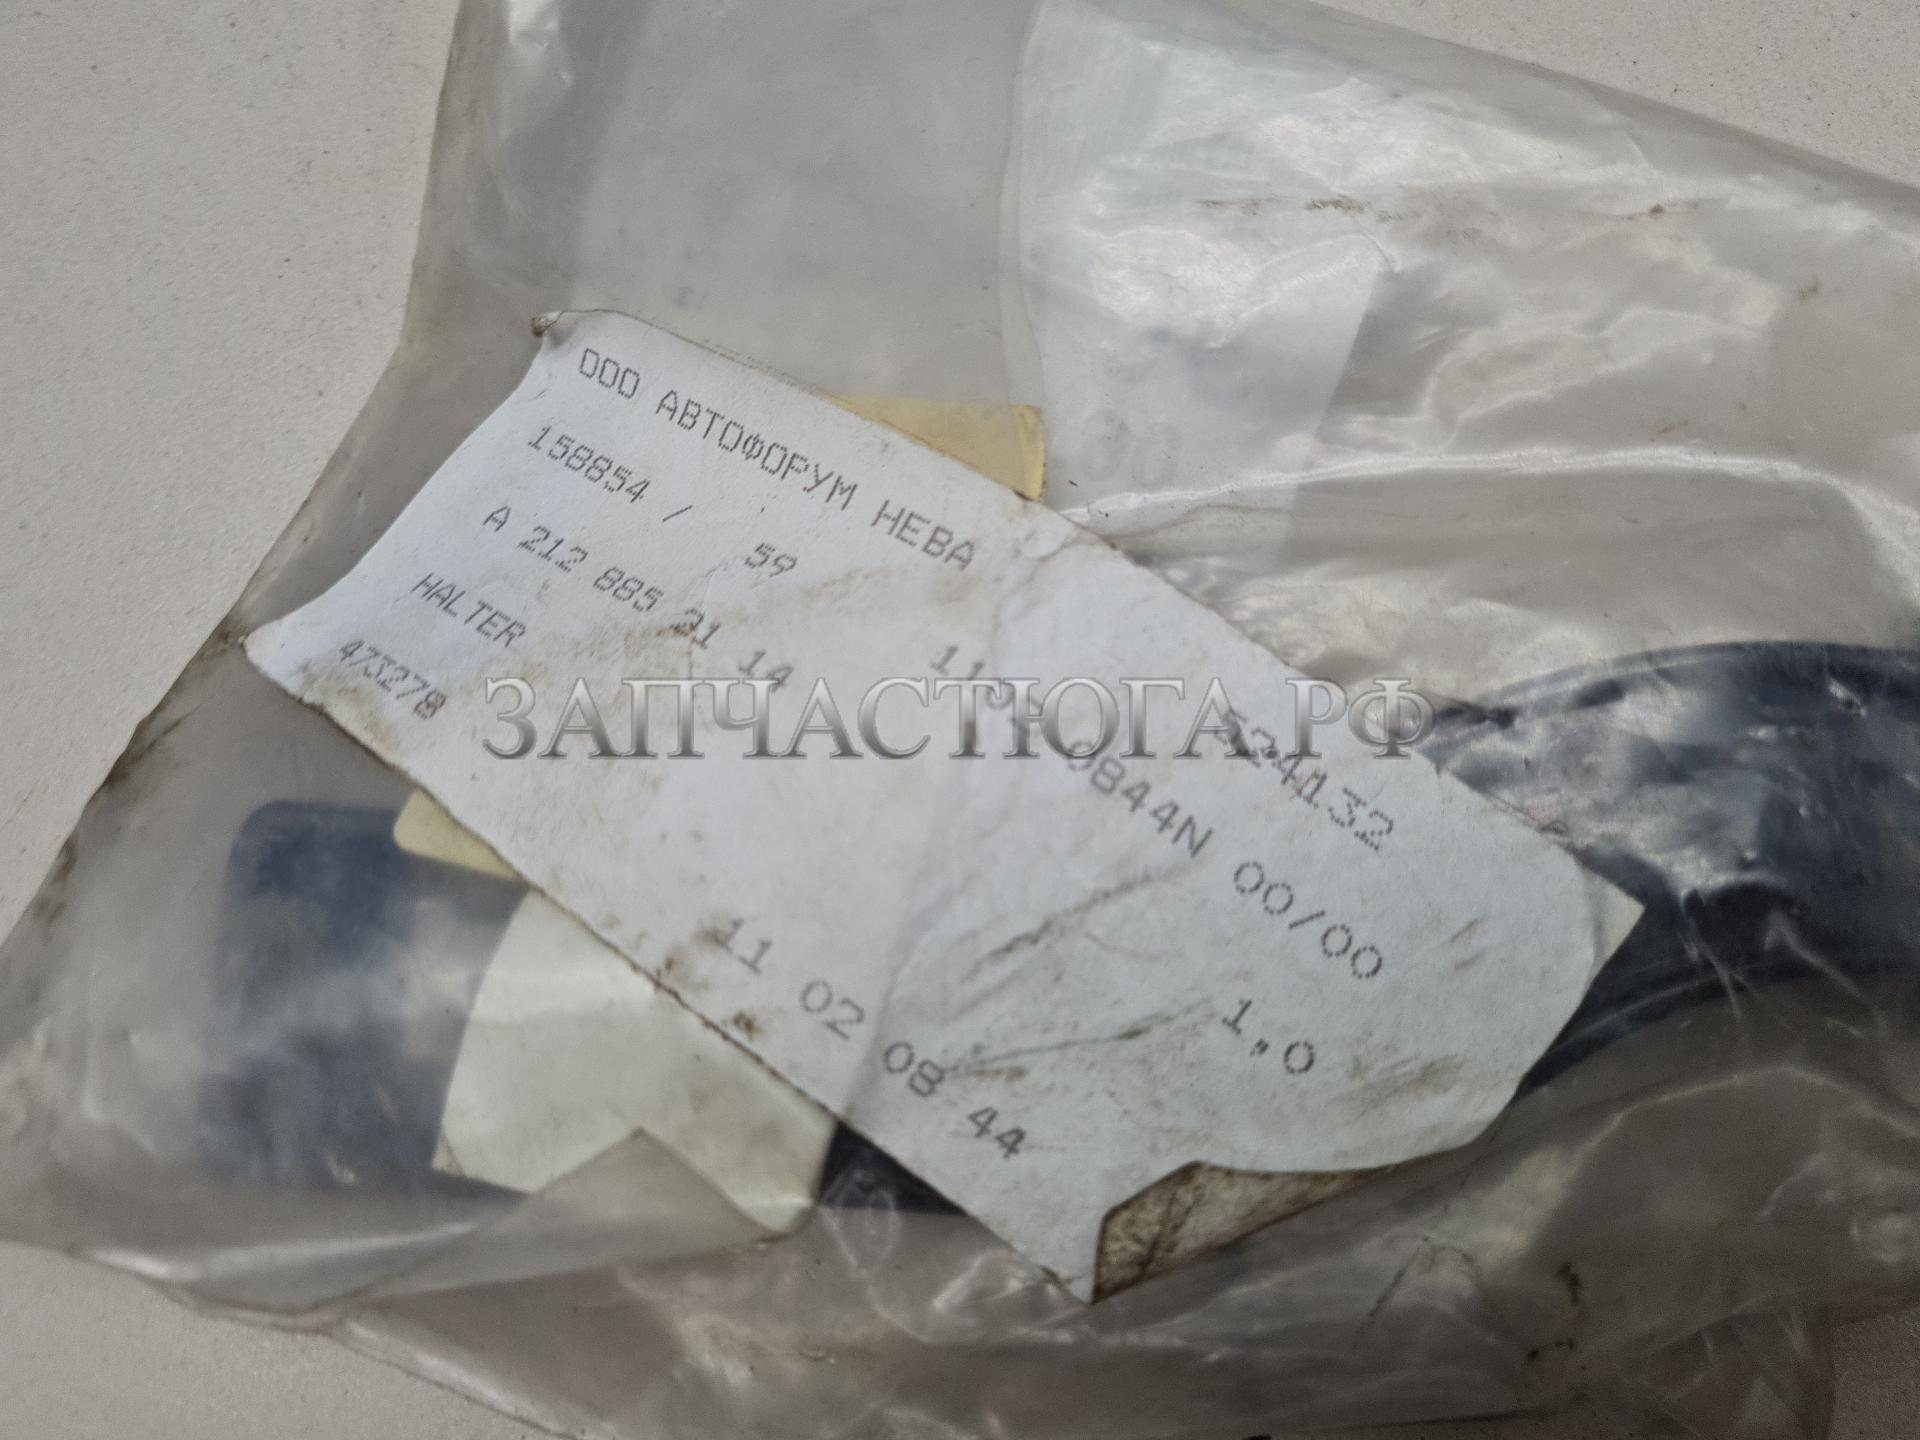 ООО АВТОФОРУМ НЕВА
158854 / 59 524132
A 212 885 21 14 00/00
HALTER 1,0
473278 11 02 08 44
ЗАПЧАСТЮГА.РФ